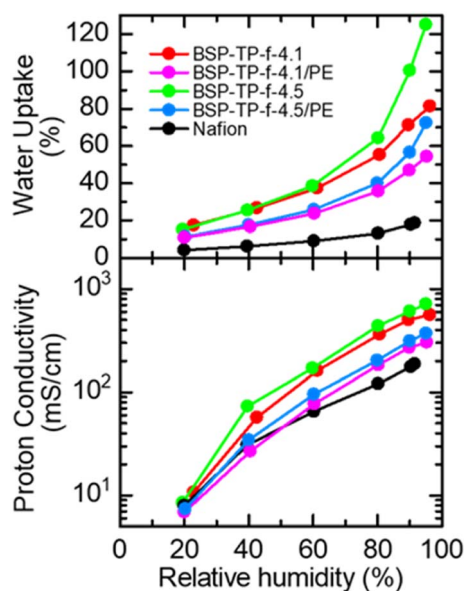 120
100
80
60
40
20
0
Water Uptake
(%)
BSP-TP-f-4.1
BSP-TP-f-4.1/PE
BSP-TP-f-4.5
BSP-TP-f-4.5/PE
Nafion
10³
10²
10¹
Proton Conductivity
(mS/cm)
0 20 40 60 80 100
Relative humidity (%)